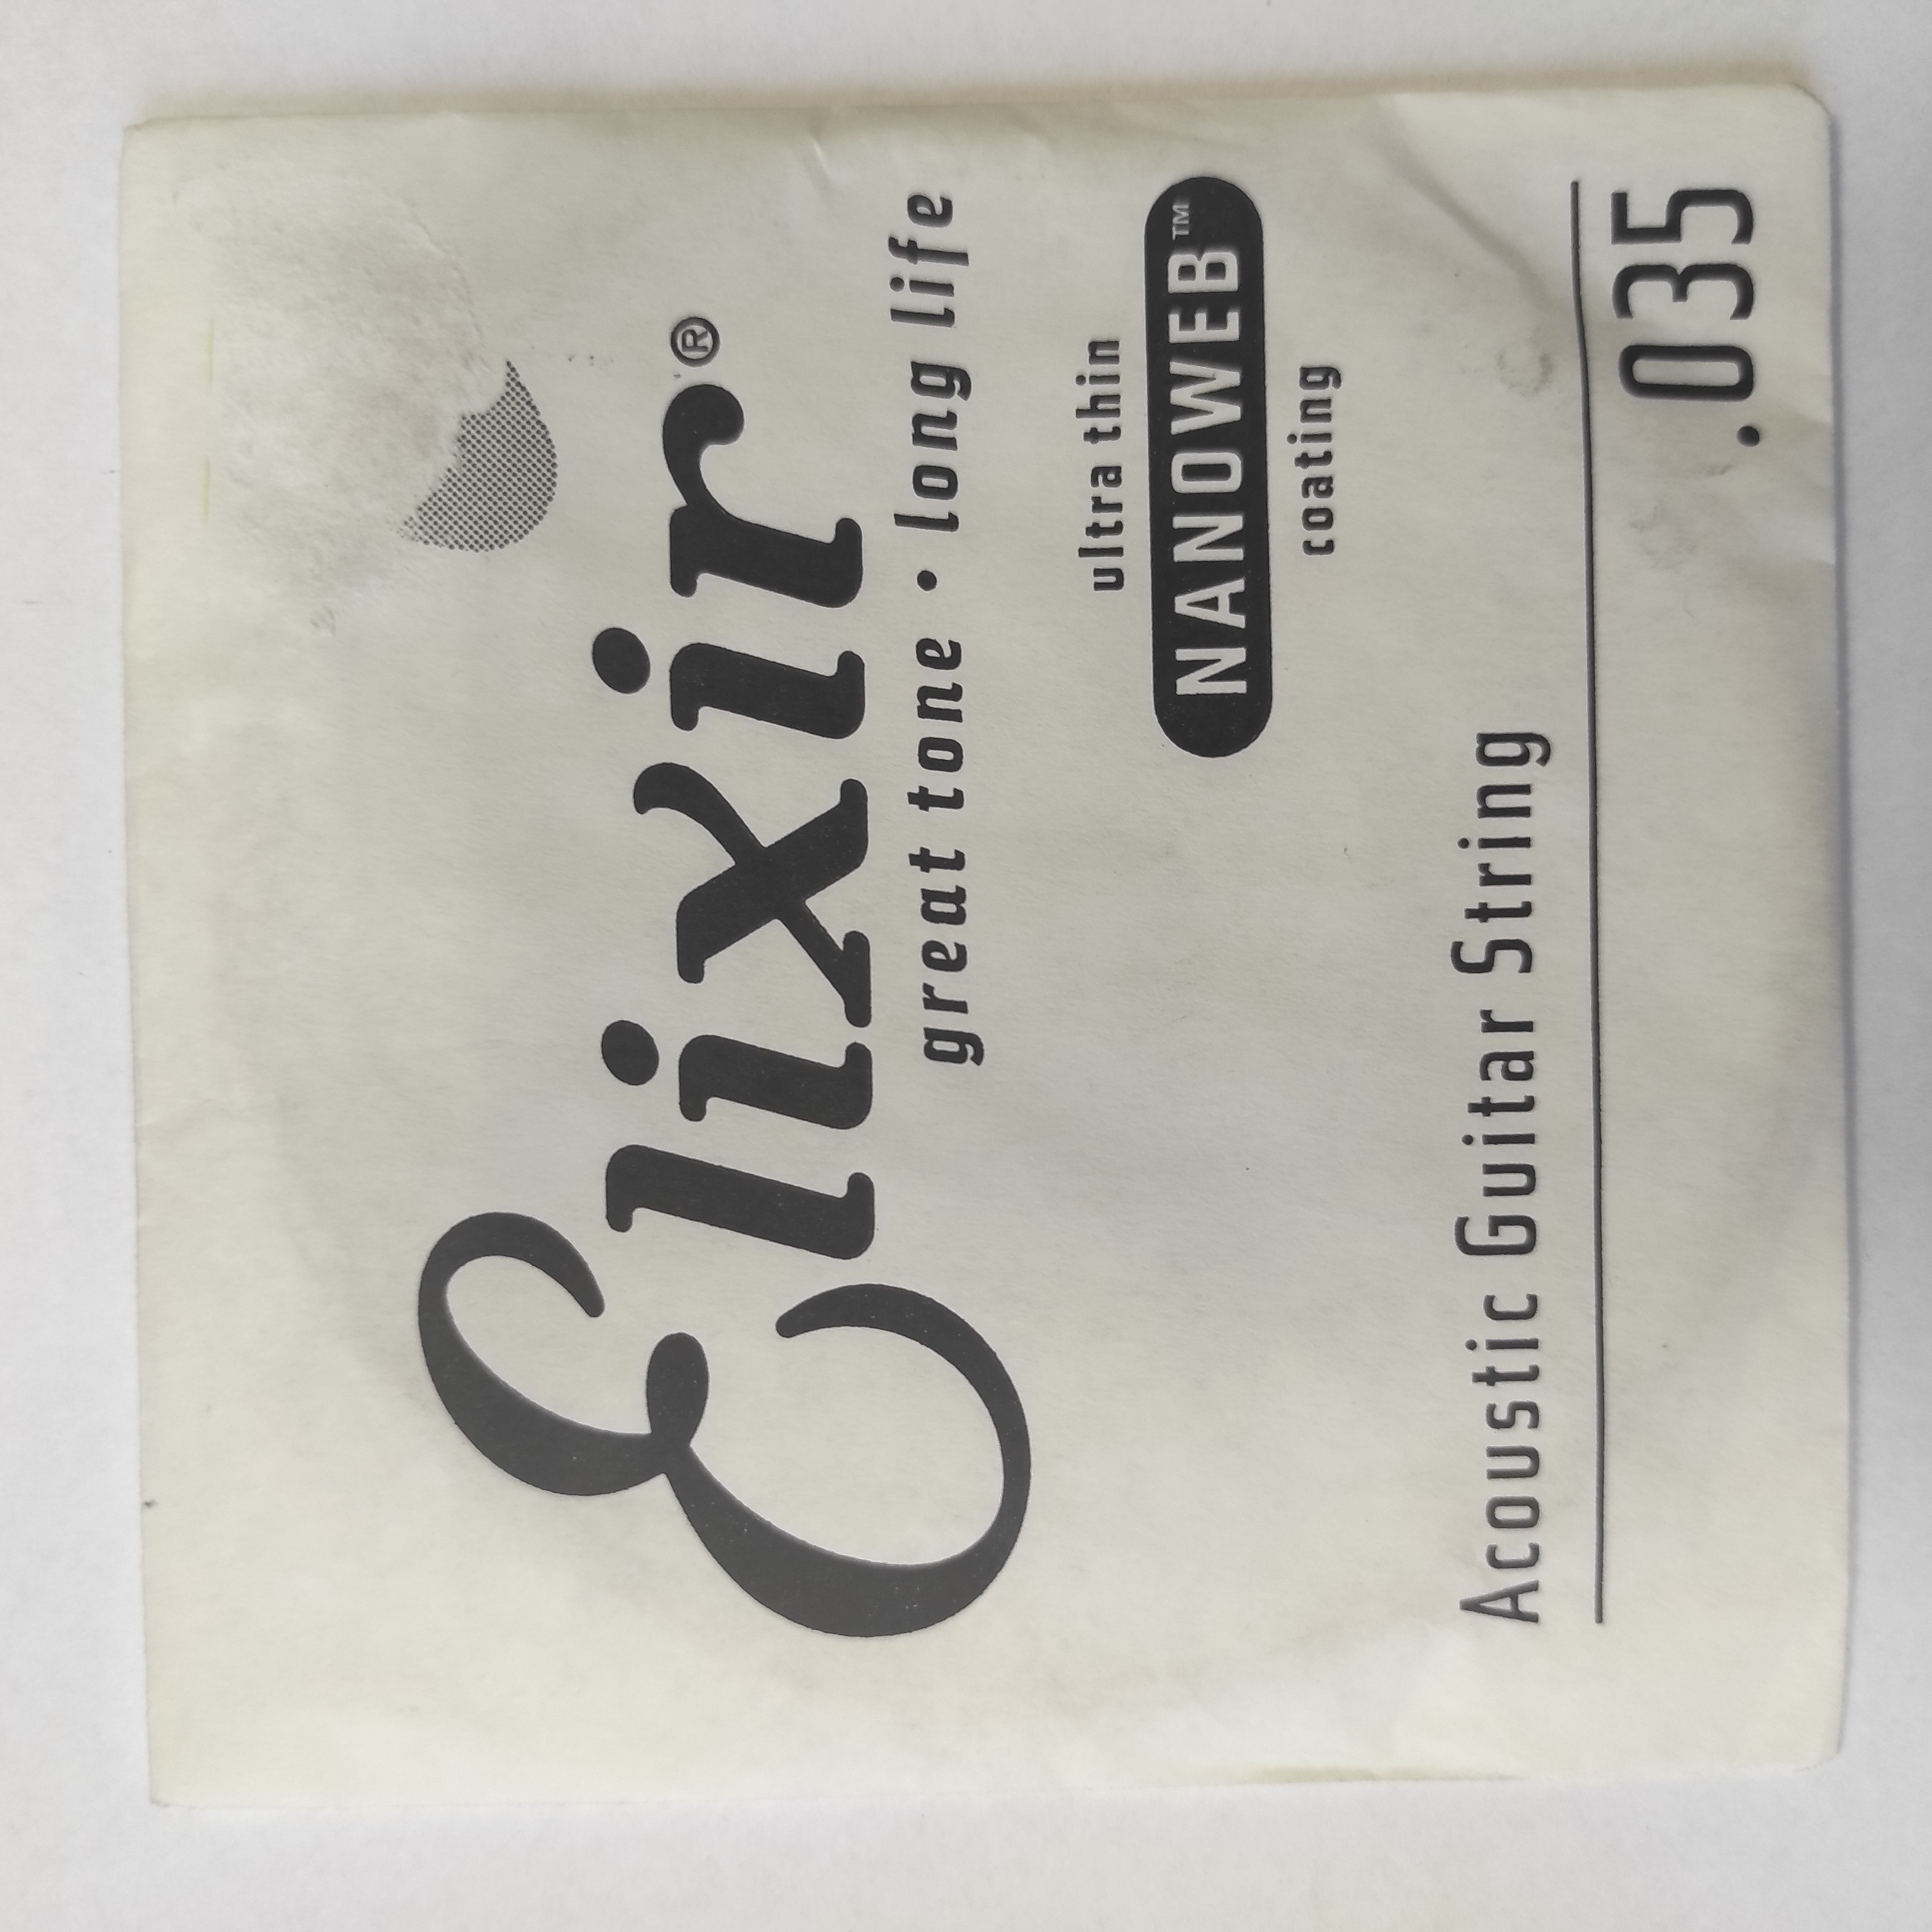 Elixir®
great tone • long life
ultra thin
NANOWEB™
coating
Acoustic Guitar String
.035